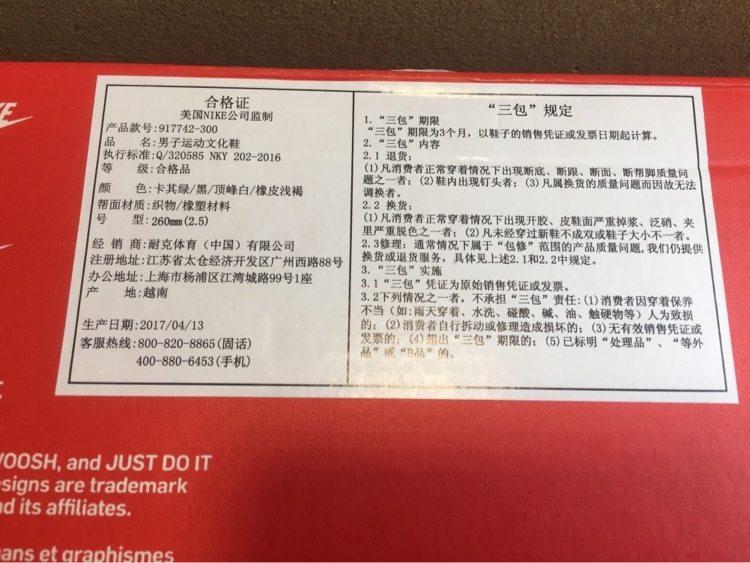 KE
合格证
美国NIKE公司监制
产品款号:917742-300
品　名:男子运动文化鞋
执行标准:Q/320585 NKY 202-2016
等　级:合格品
颜　色:卡其绿/黑/顶峰白/橡皮浅褐
帮面材质:织物/橡塑材料
号　型:260mm(2.5)
经 销 商:耐克体育（中国）有限公司
注册地址:江苏省太仓经济开发区广州西路88号
办公地址:上海市杨浦区江湾城路99号1座
产　地:越南
生产日期:2017/04/13
客服热线:800-820-8865(固话)
400-880-6453(手机)
“三包”规定
1. “三包”期限
“三包”期限为3个月，以鞋子的销售凭证或发票日期起计算。
2. “三包”内容
2.1 退货:
(1)凡消费者正常穿着情况下出现断底、断跟、断面、断帮脚质量问
题之一者；(2)鞋内出现钉头者；(3)凡属换货的质量问题而因故无法
调换者。
2.2 换货:
(1)凡消费者正常穿着情况下出现开胶、皮鞋面严重掉浆、泛硝、夹
里严重脱色之一者；(2)凡未经穿过新鞋不成双或鞋子大小不一者。
2.3修理: 通常情况下属于“包修”范围的产品质量问题,我们仍提供
换货或退货服务，具体见上述2.1和2.2中规定。
3. “三包”实施
3.1“三包”凭证为原始销售凭证或发票。
3.2下列情况之一者，不承担“三包”责任:(1)消费者因穿着保养
不当（如:雨天穿着、水洗、碰酸、碱、油、触硬物等）人为致损
的；(2)消费者自行拆动或修理造成损坏的；(3)无有效销售凭证或
发票的；(4)超出“三包”期限的；(5)已标明“处理品”、“等外
品”或“B品”的。
WOOSH, and JUST DO IT
esigns are trademark
nd its affiliates.
ans et graphismes